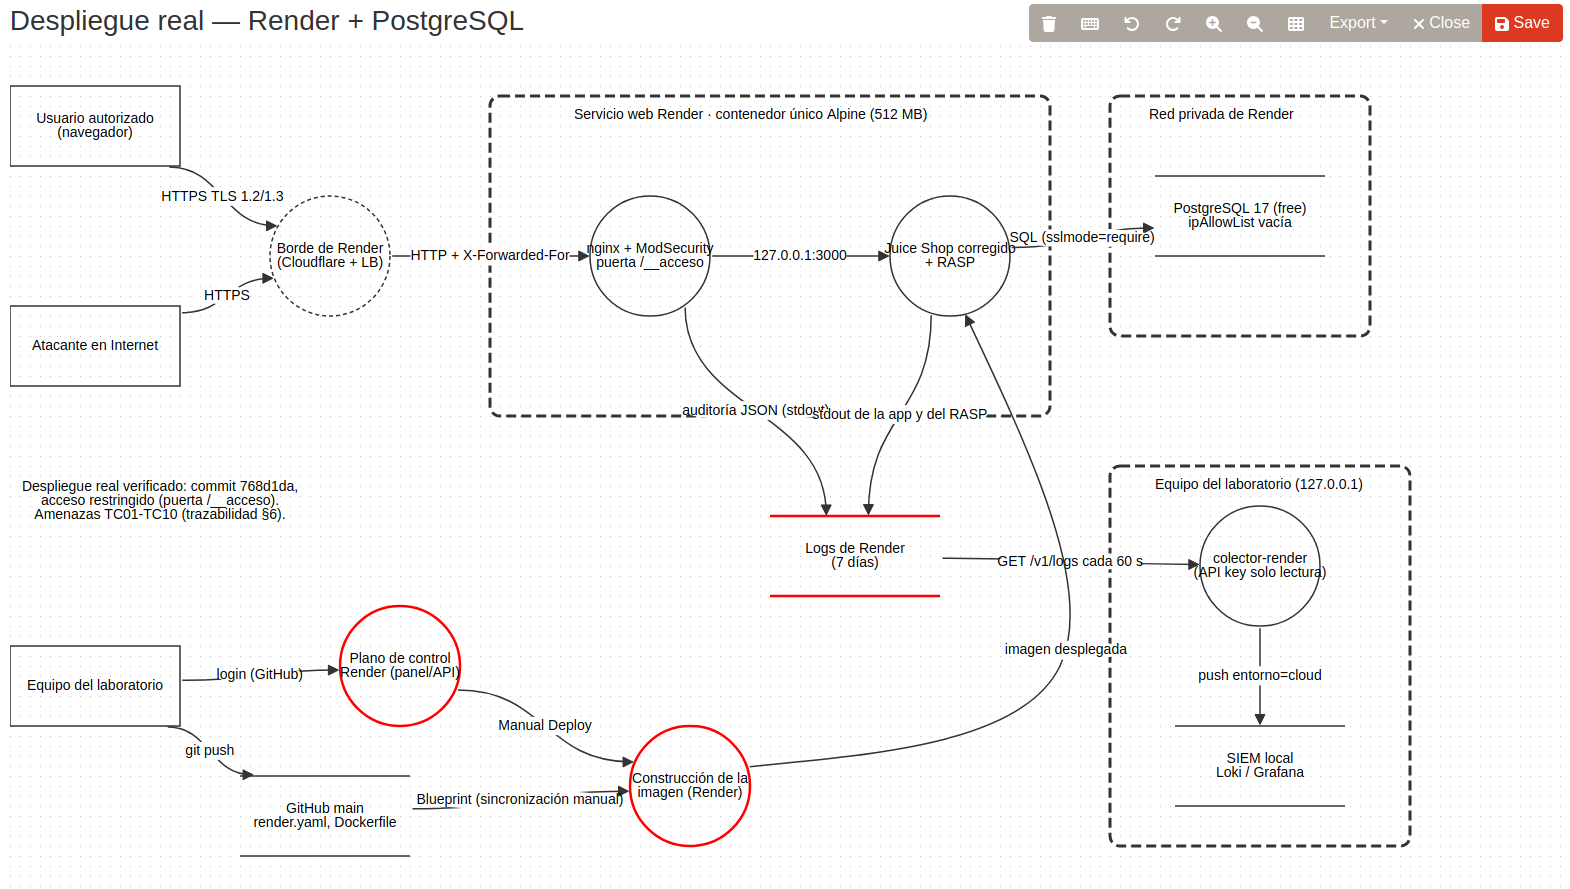 Despliegue real — Render + PostgreSQL
Export
Close
Save
Usuario autorizado
(navegador)
Servicio web Render · contenedor único Alpine (512 MB)
Red privada de Render
HTTPS TLS 1.2/1.3
Borde de Render
(Cloudflare + LB)
HTTP + X-Forwarded-For
nginx + ModSecurity
puerta /__acceso
127.0.0.1:3000
Juice Shop corregido
+ RASP
SQL (sslmode=require)
PostgreSQL 17 (free)
ipAllowList vacía
HTTPS
Atacante en Internet
auditoría JSON (stdout)
stdout de la app y del RASP
Despliegue real verificado: commit 768d1da,
acceso restringido (puerta /__acceso).
Amenazas TC01-TC10 (trazabilidad §6).
Equipo del laboratorio (127.0.0.1)
Logs de Render
(7 días)
GET /v1/logs cada 60 s
colector-render
(API key solo lectura)
imagen desplegada
push entorno=cloud
Equipo del laboratorio
login (GitHub)
Plano de control
Render (panel/API)
Manual Deploy
git push
GitHub main
render.yaml, Dockerfile
Blueprint (sincronización manual)
Construcción de la
imagen (Render)
SIEM local
Loki / Grafana